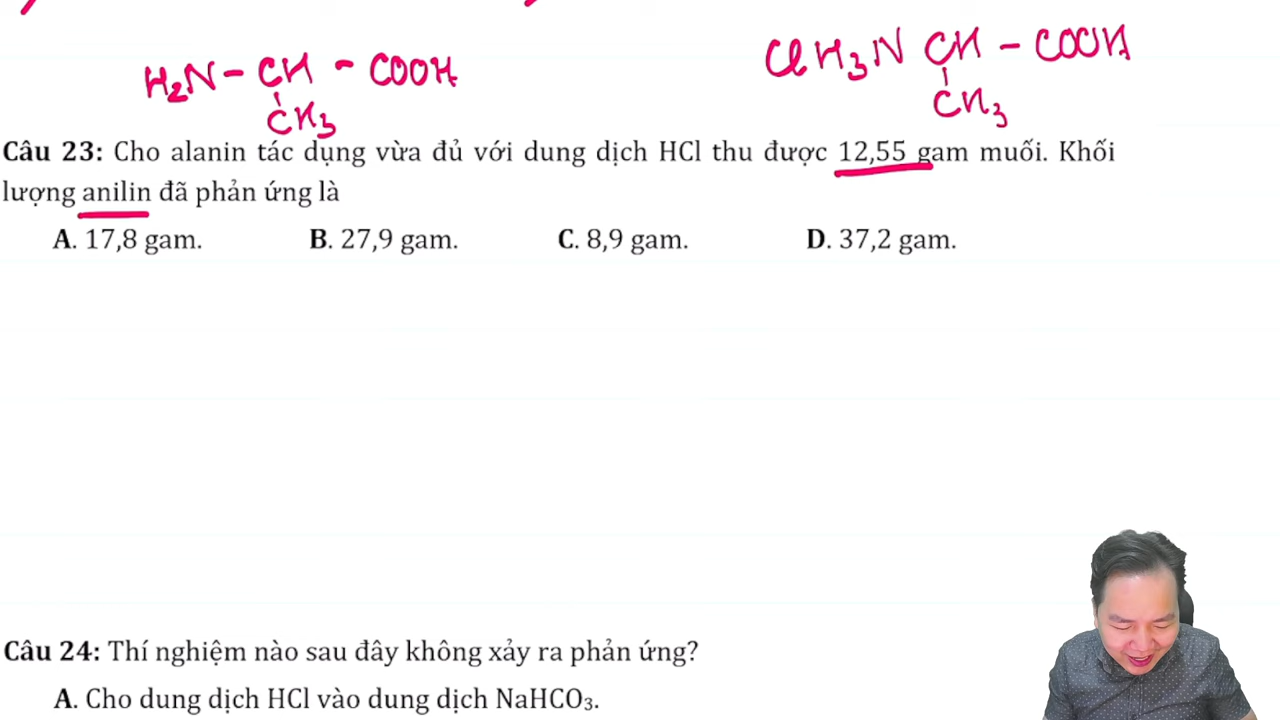 H₂N – CH – COOH
CH₃
ClH₃N CH – COOH
CH₃
Câu 23: Cho alanin tác dụng vừa đủ với dung dịch HCl thu được 12,55 gam muối. Khối
lượng anilin đã phản ứng là
A. 17,8 gam. B. 27,9 gam. C. 8,9 gam. D. 37,2 gam.
Câu 24: Thí nghiệm nào sau đây không xảy ra phản ứng?
A. Cho dung dịch HCl vào dung dịch NaHCO₃.